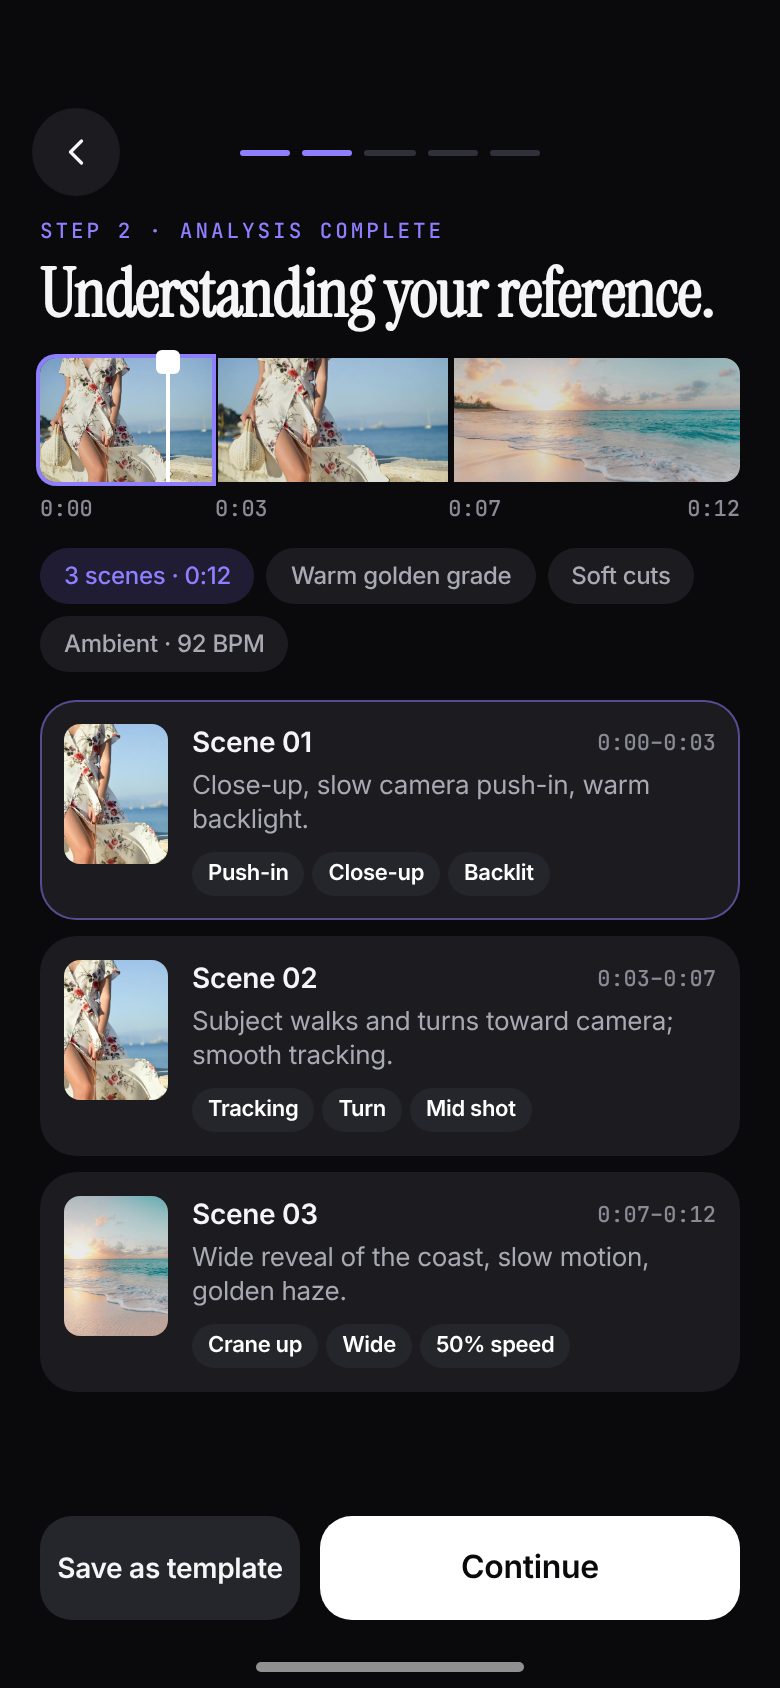 STEP 2 · ANALYSIS COMPLETE
Understanding your reference.
0:00 0:03 0:07 0:12
3 scenes · 0:12 Warm golden grade Soft cuts
Ambient · 92 BPM
Scene 01 0:00–0:03
Close-up, slow camera push-in, warm
backlight.
Push-in Close-up Backlit
Scene 02 0:03–0:07
Subject walks and turns toward camera;
smooth tracking.
Tracking Turn Mid shot
Scene 03 0:07–0:12
Wide reveal of the coast, slow motion,
golden haze.
Crane up Wide 50% speed
Save as template Continue